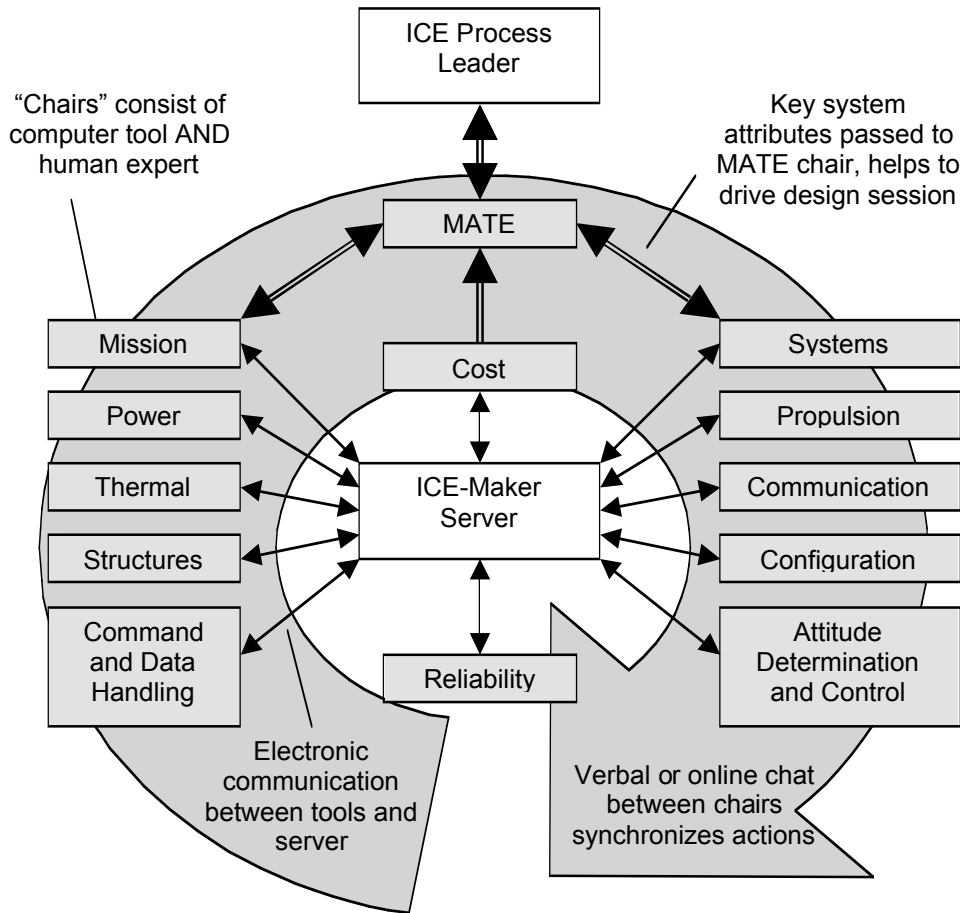 ICE Process
Leader
“Chairs” consist of
computer tool AND
human expert
Key system
attributes passed to
MATE chair, helps to
drive design session
MATE
Mission
Cost
Systems
Power
Propulsion
Thermal
ICE-Maker
Server
Communication
Structures
Configuration
Command
and Data
Handling
Reliability
Attitude
Determination
and Control
Electronic
communication
between tools and
server
Verbal or online chat
between chairs
synchronizes actions